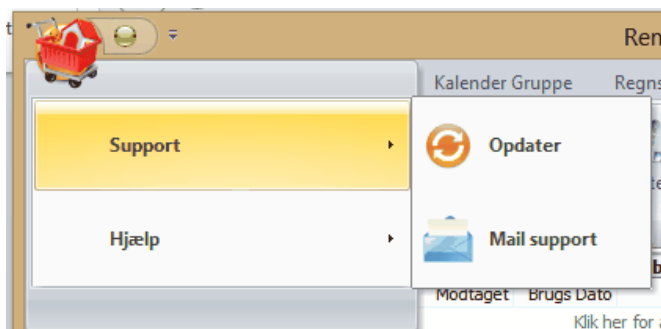 Ren
Kalender Gruppe Regns
Support
Opdater
Hjælp
Mail support
Modtaget Brugs Dato
Klik her for a